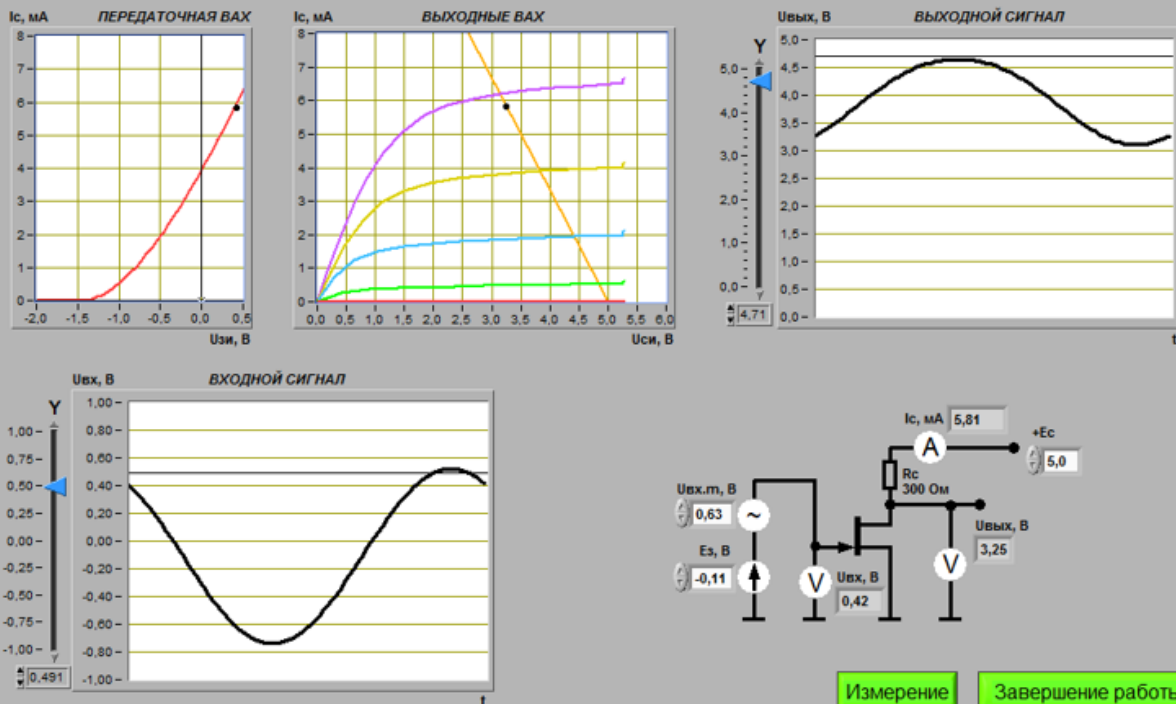 Ic, мА ПЕРЕДАТОЧНАЯ ВАХ
8
7
6
5
4
3
2
1
0
-2,0 -1,5 -1,0 -0,5 0,0 0,5
Uзи, В
Ic, мА ВЫХОДНЫЕ ВАХ
8
7
6
5
4
3
2
1
0
0,0 0,5 1,0 1,5 2,0 2,5 3,0 3,5 4,0 4,5 5,0 5,5 6,0
Uси, В
Y
5,0
4,0
3,0
2,0
1,0
0,0
4,71
Uвых, В ВЫХОДНОЙ СИГНАЛ
5,0
4,5
4,0
3,5
3,0
2,5
2,0
1,5
1,0
0,5
0,0
t
Y
1,00
0,75
0,50
0,25
0,00
-0,25
-0,50
-0,75
-1,00
0,491
Uвх, В ВХОДНОЙ СИГНАЛ
1,00
0,80
0,60
0,40
0,20
0,00
-0,20
-0,40
-0,60
-0,80
-1,00
t
Ic, мА 5,81
A
+Ec
5,0
Rc
300 Ом
Uвх.m, В
0,63
~
Eз, В
-0,11
V
Uвх, В
0,42
V
Uвых, В
3,25
Измерение
Завершение работы